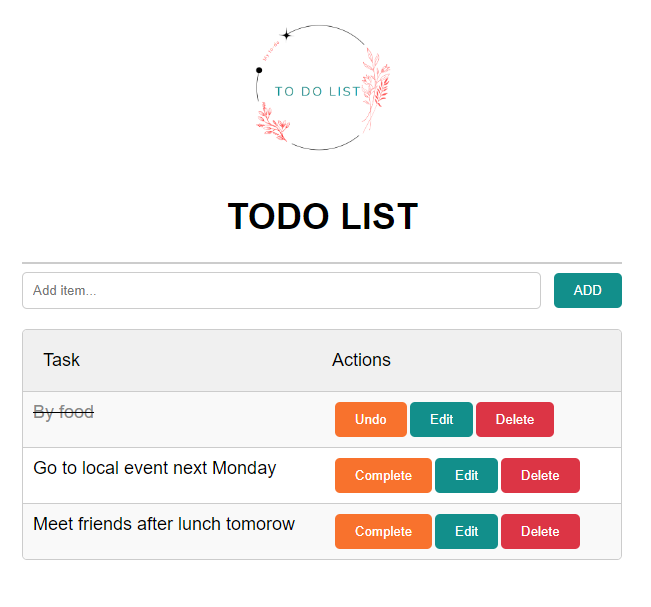 TO DO LIST
TODO LIST
Add item...
ADD
Task
Actions
By food
Undo
Edit
Delete
Go to local event next Monday
Complete
Edit
Delete
Meet friends after lunch tomorow
Complete
Edit
Delete